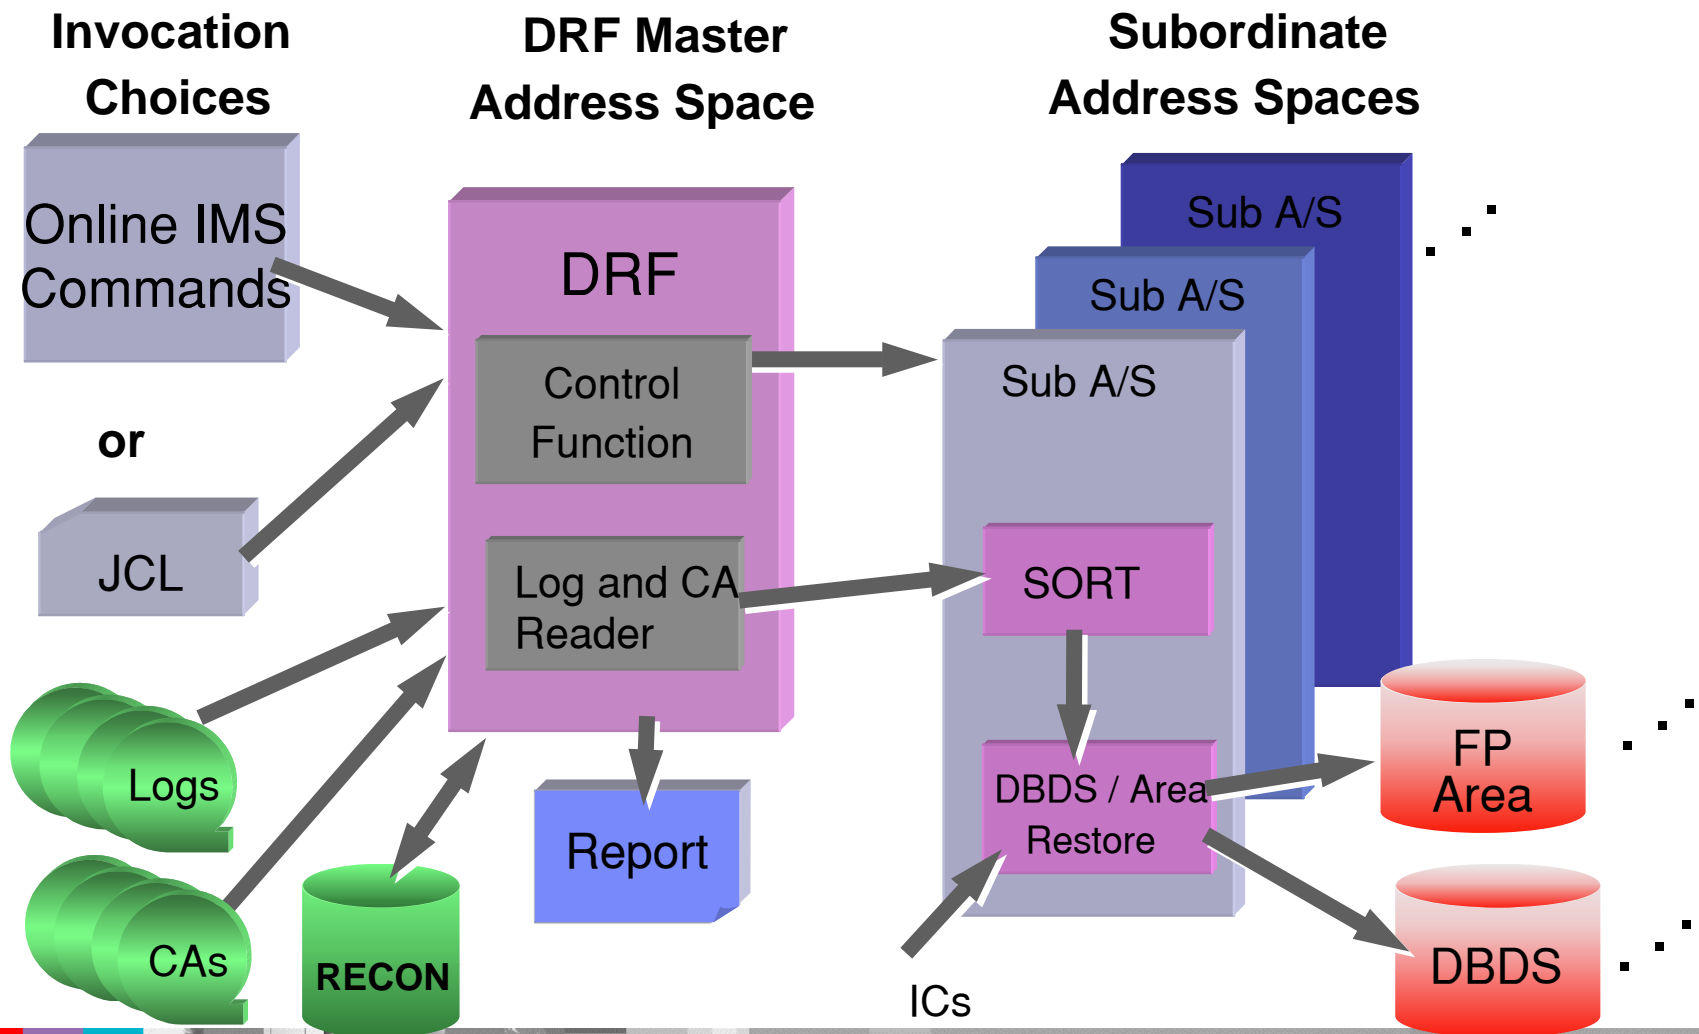 Invocation
Choices
DRF Master
Address Space
Subordinate
Address Spaces
Online IMS
Commands
or
JCL
Logs
CAs
RECON
DRF
Control
Function
Log and CA
Reader
Report
Sub A/S
Sub A/S
Sub A/S
SORT
DBDS / Area
Restore
ICs
FP
Area
DBDS